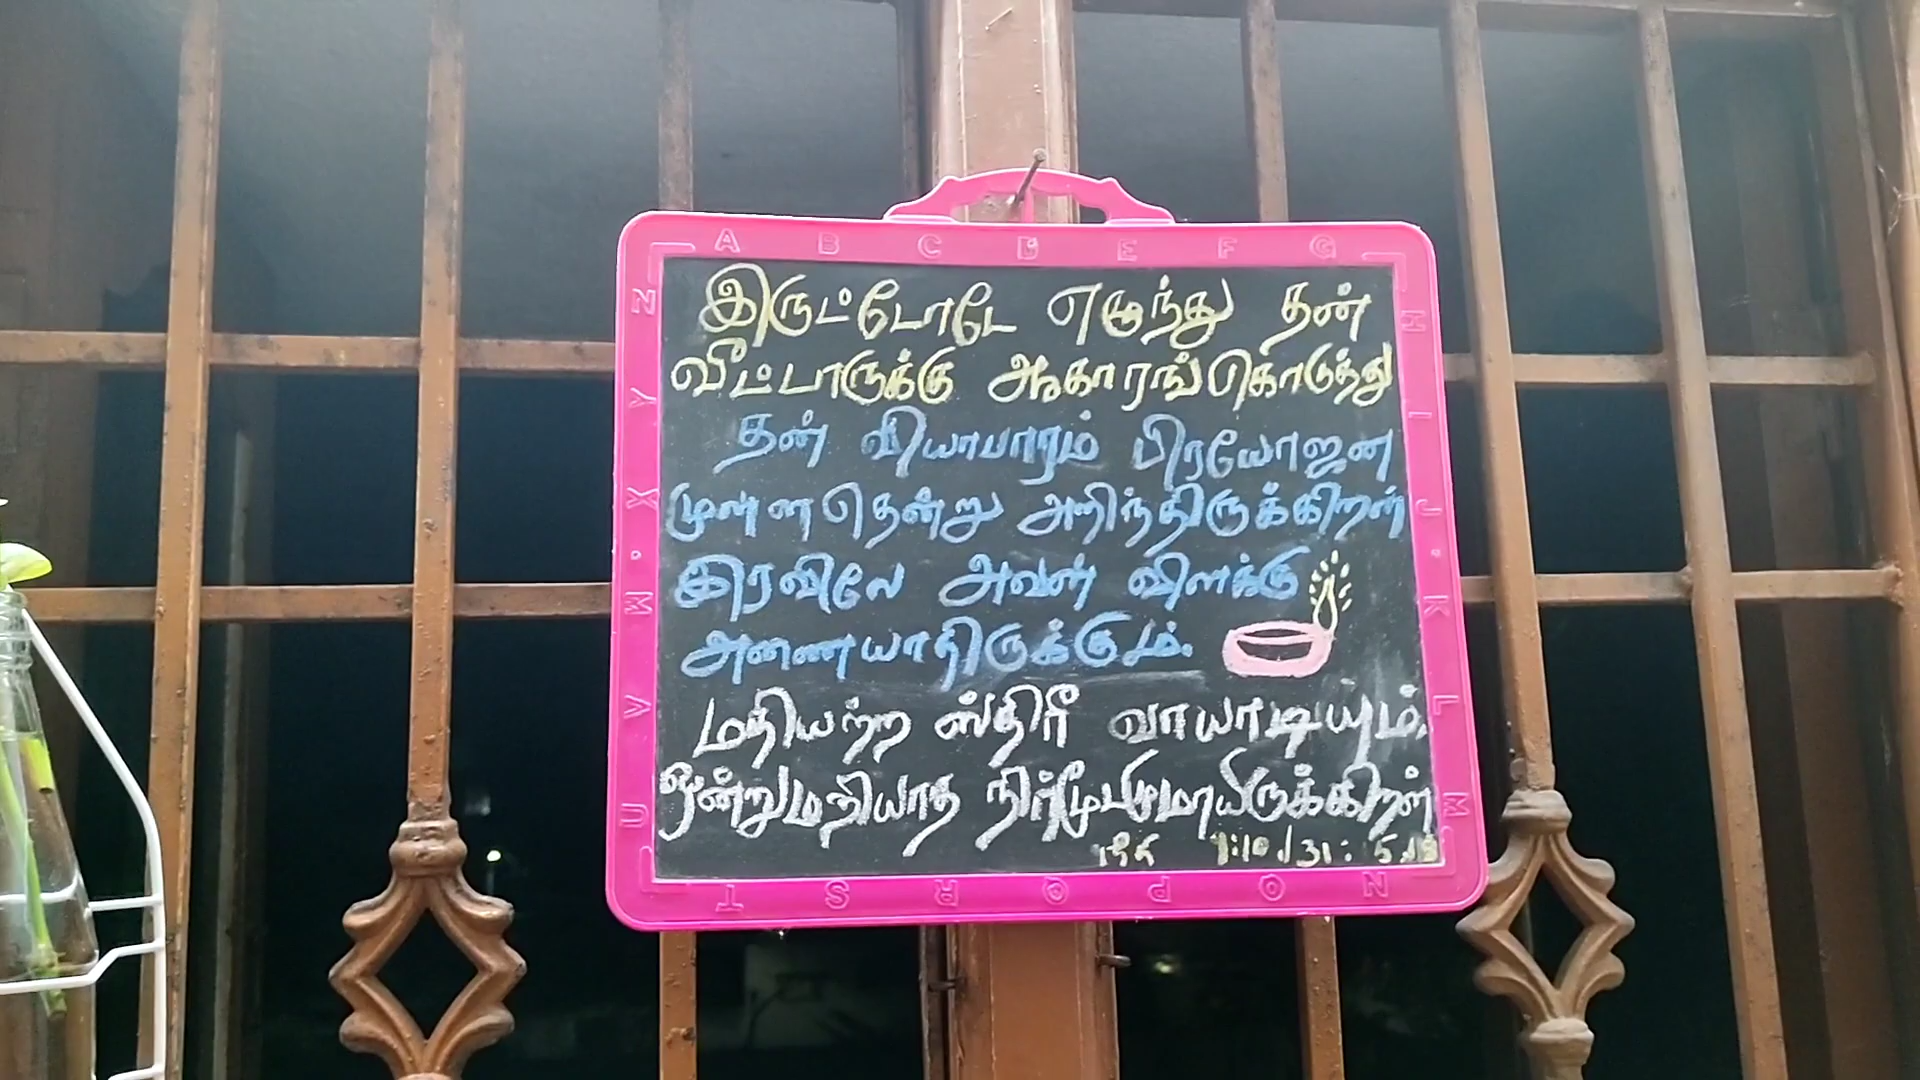 A B C D E F G
இருட்டோடே எழுந்து தன்
வீட்டாருக்கு ஆகாரங்கொடுத்து
தன் வியாபாரம் பிரயோஜன
முள்ளதென்று அறிந்திருக்கிறாள்
இரவிலே அவள் விளக்கு
அணையாதிருக்கும்.
மதியற்ற ஸ்திரீ வாயாடியும்,
ஒன்றுமறியாத நிர்மூடமுமாயிருக்கிறாள்
H I J K L M
N O P Q R S T
U V W X Y Z